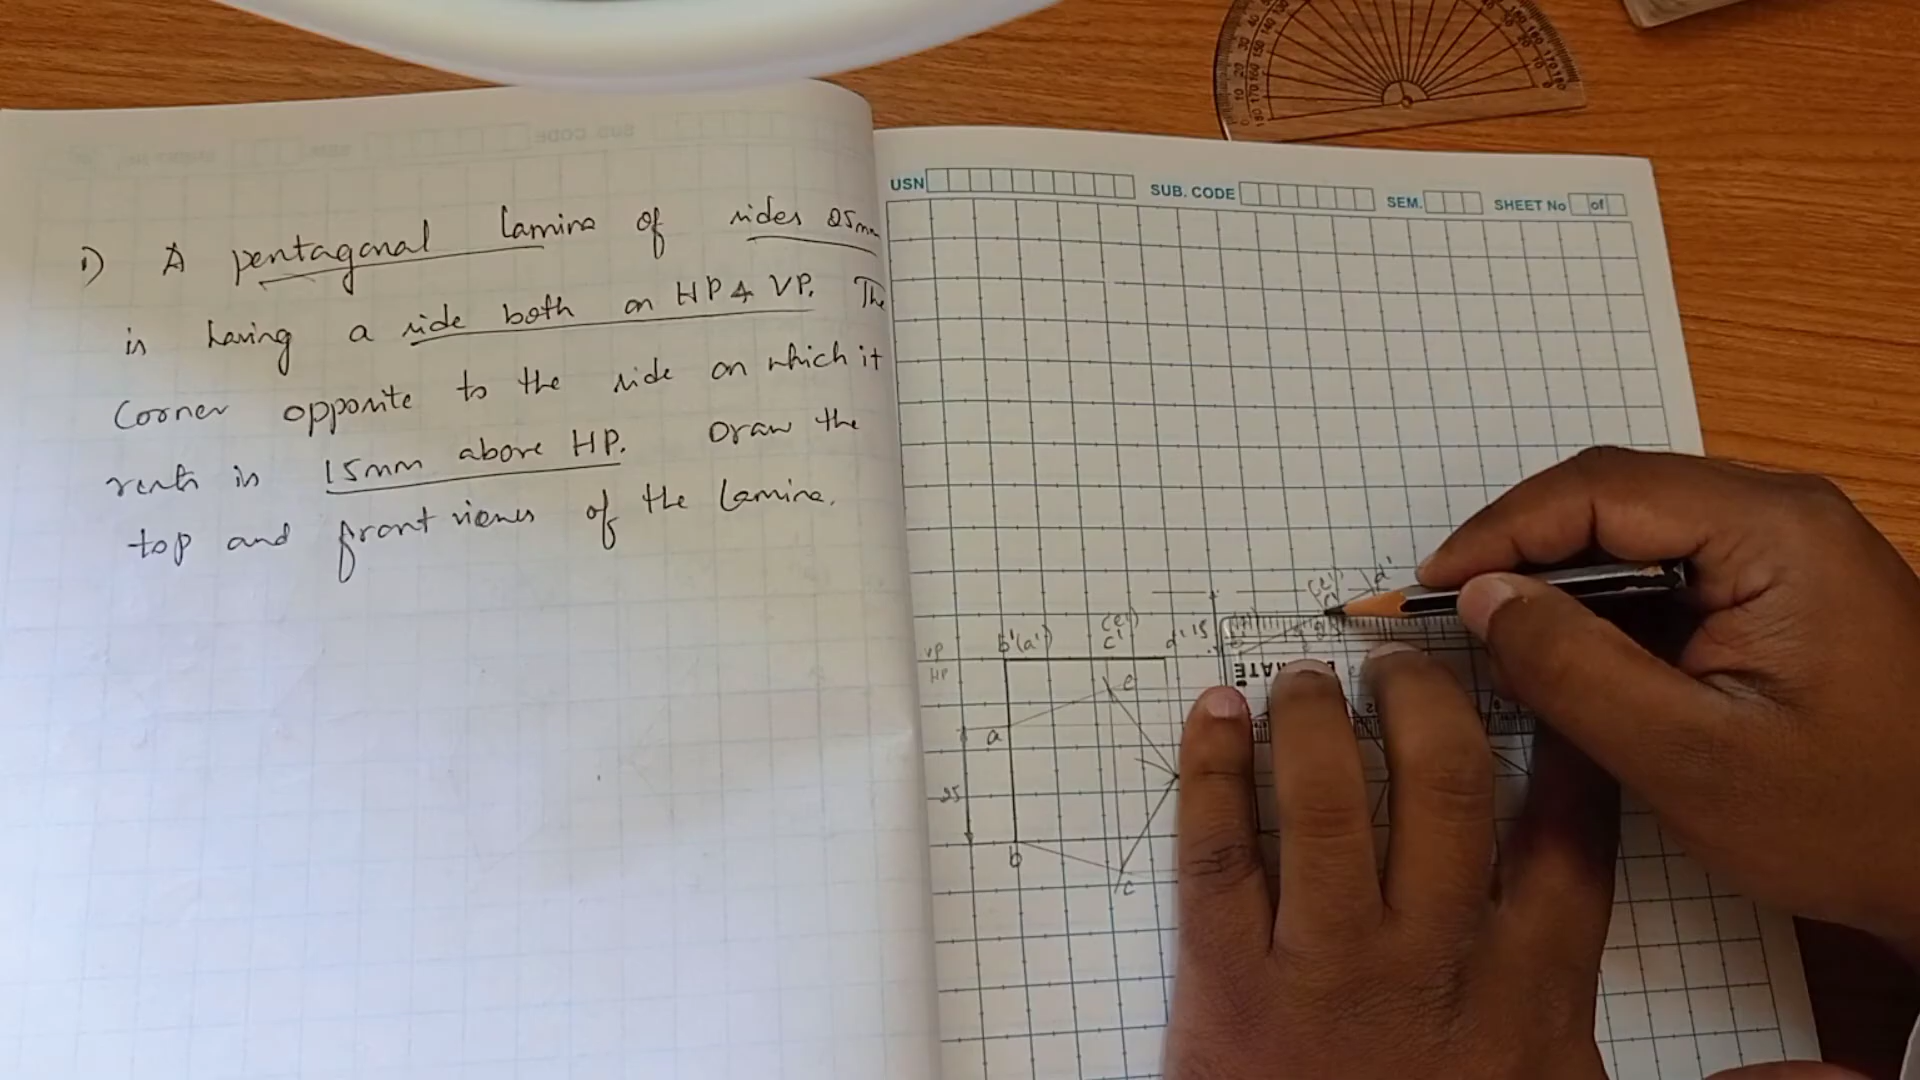 1) A pentagonal lamina of sides 25mm
is having a side both on HP & VP. The
Corner opposite to the side on which it
rests is 15mm above HP. Draw the
top and front views of the lamina.
USN
SUB. CODE
SEM.
SHEET No of
d'
(e')
(e')
b'(a') c' d' 15
VP
HP
e
a
25
b
c